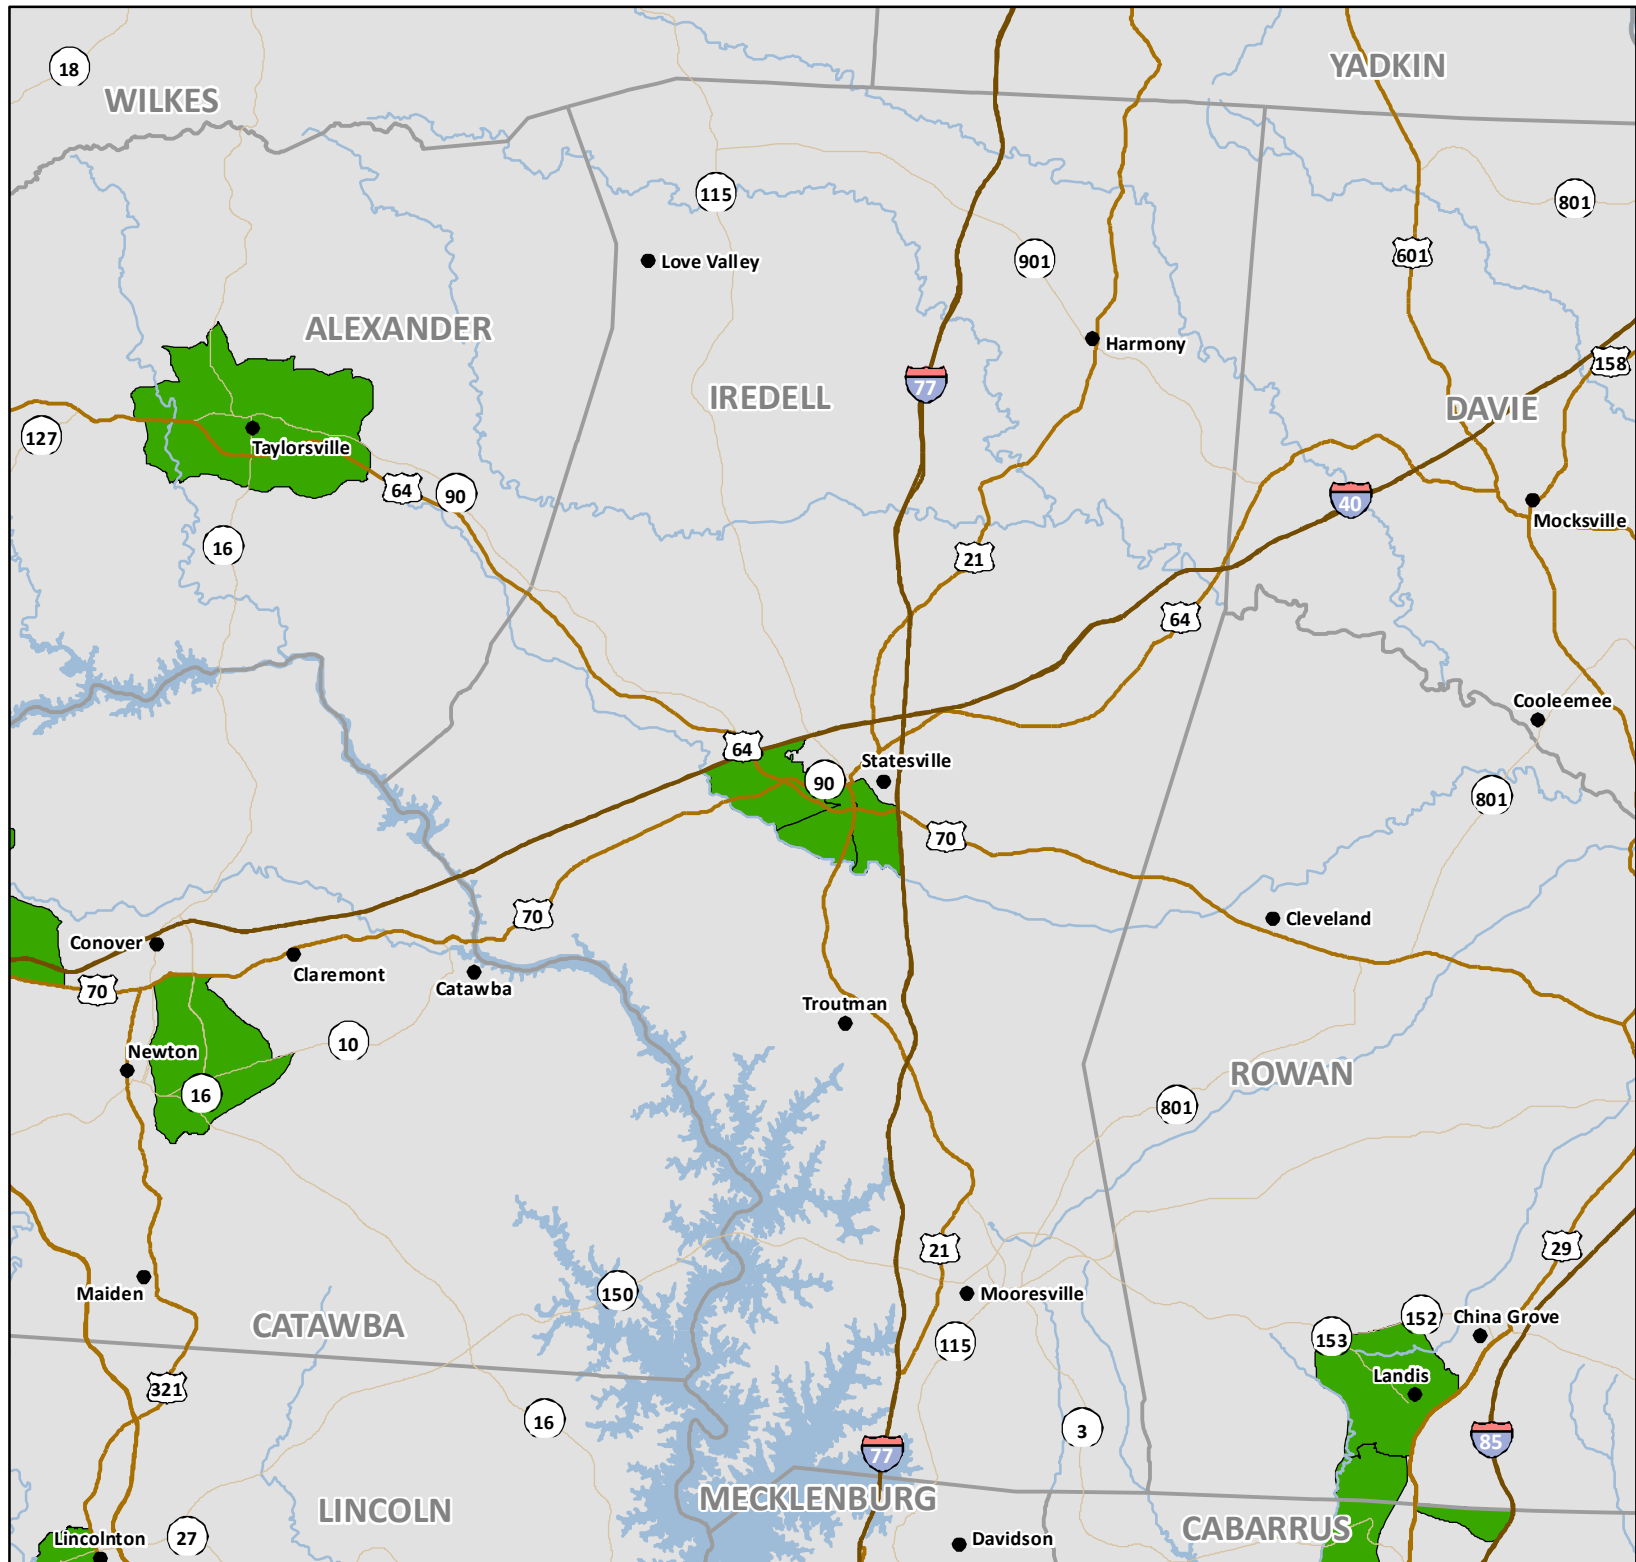 18
YADKIN
WILKES
115
801
601
901
Love Valley
ALEXANDER
Harmony
158
77
IREDELL
DAVIE
127
Taylorsville
64
90
40
Mocksville
16
21
64
Cooleemee
64
Statesville
90
801
70
70
Cleveland
Conover
Claremont
70
Catawba
Troutman
10
Newton
ROWAN
16
801
21
29
Maiden
150
Mooresville
CATAWBA
152
China Grove
153
115
Landis
321
16
3
85
77
MECKLENBURG
LINCOLN
CABARRUS
Lincolnton
27
Davidson